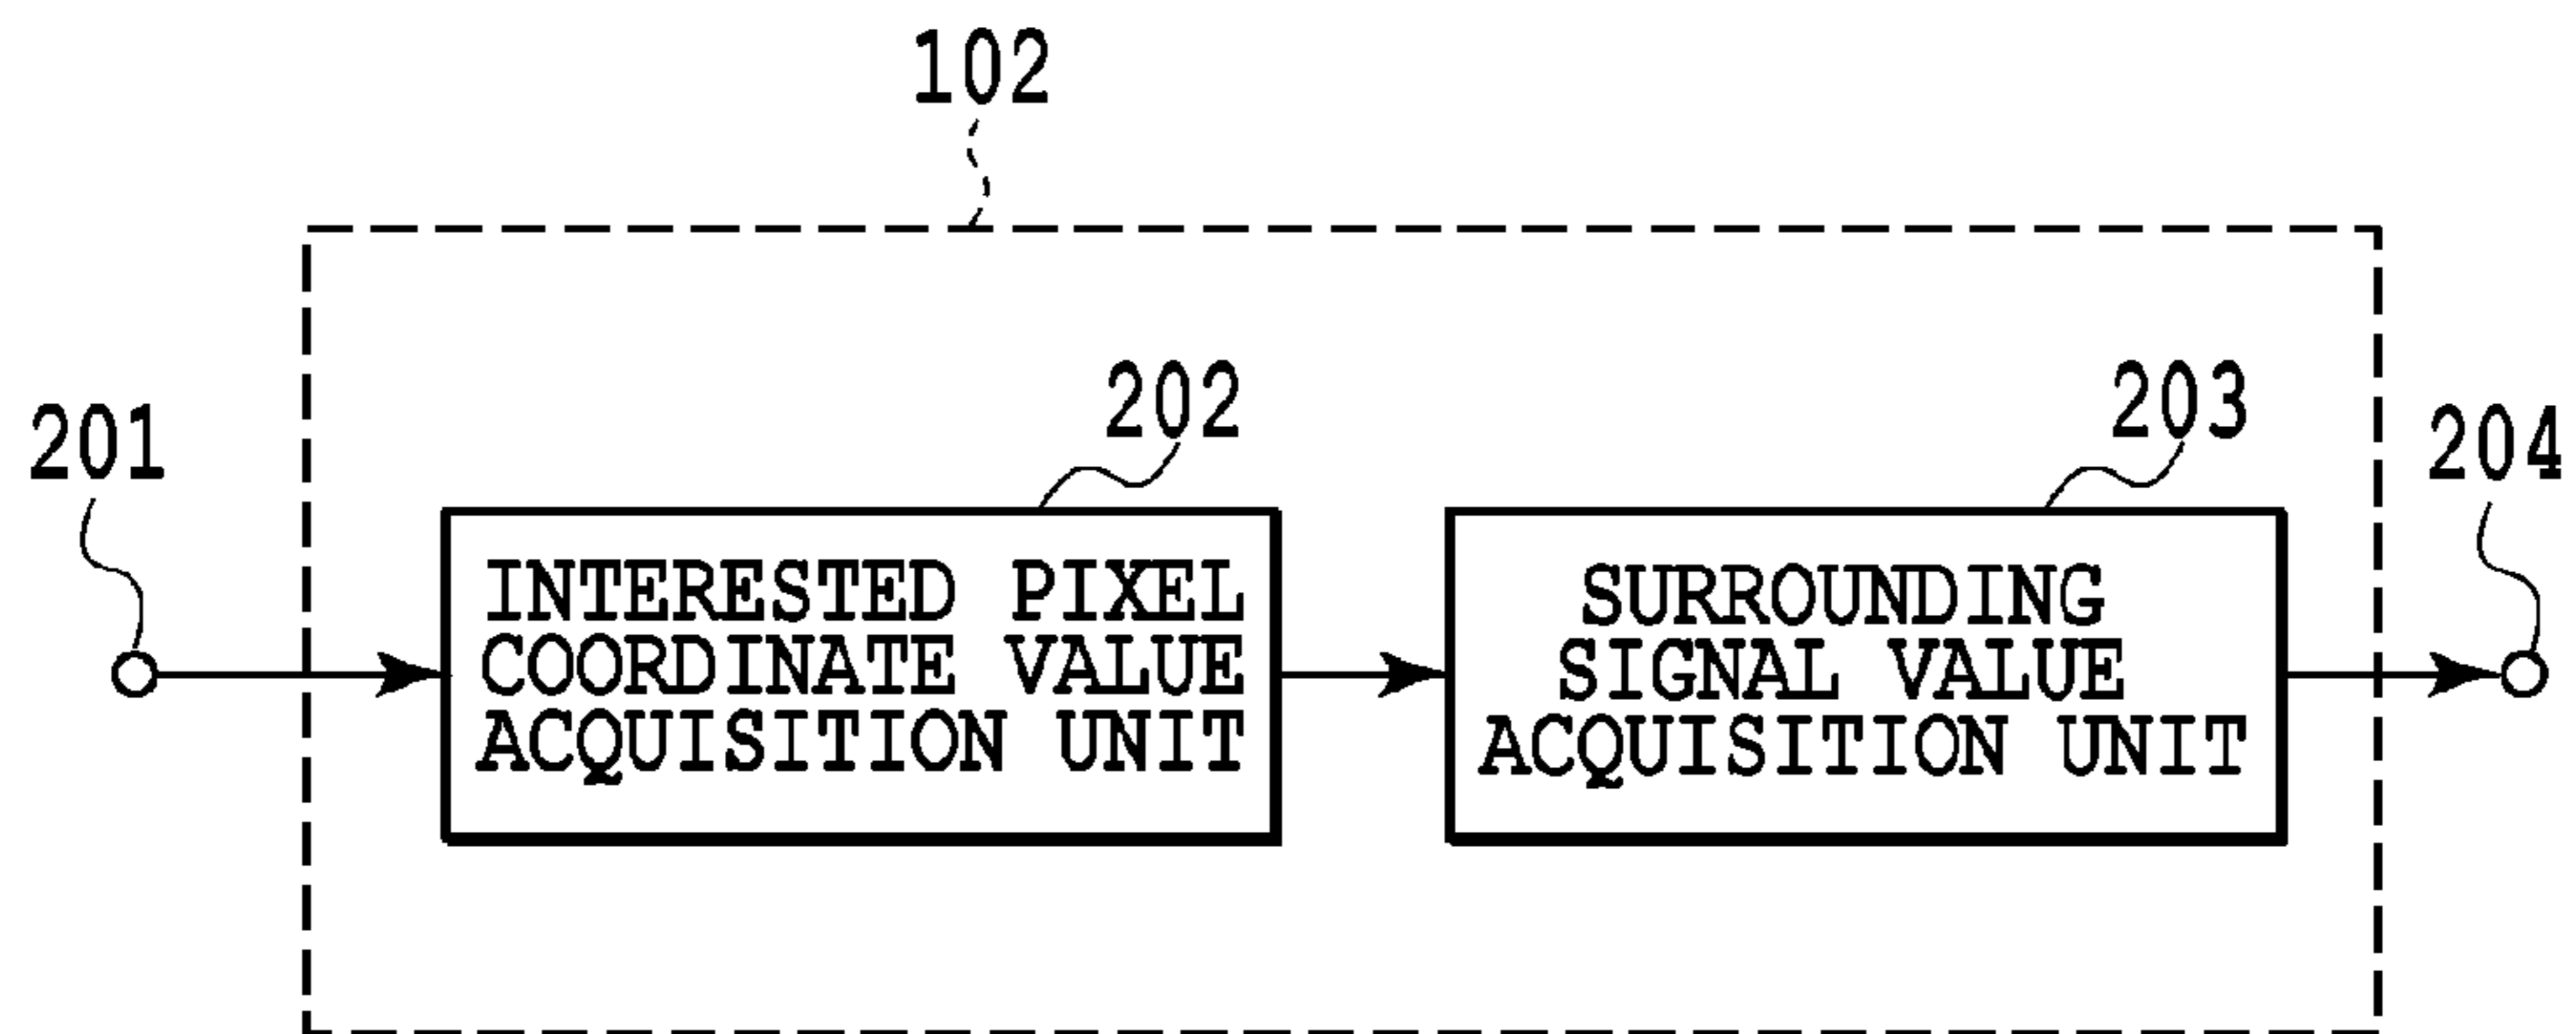 102
202
203
201
204
INTERESTED PIXEL
COORDINATE VALUE
ACQUISITION UNIT
SURROUNDING
SIGNAL VALUE
ACQUISITION UNIT